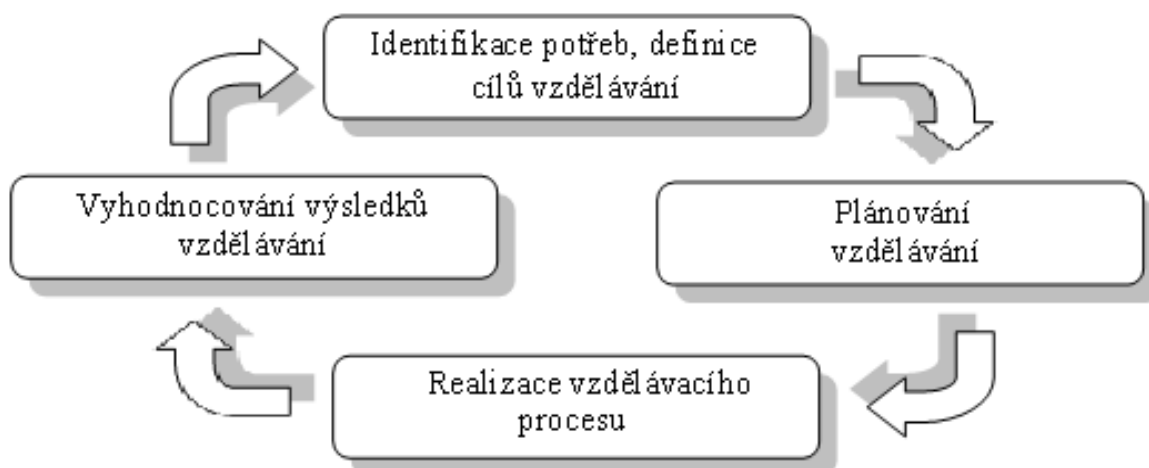 Identifikace potřeb, definice
cílů vzdělávání
Vyhodnocování výsledků
vzdělávání
Plánování
vzdělávání
Realizace vzdělávacího
procesu